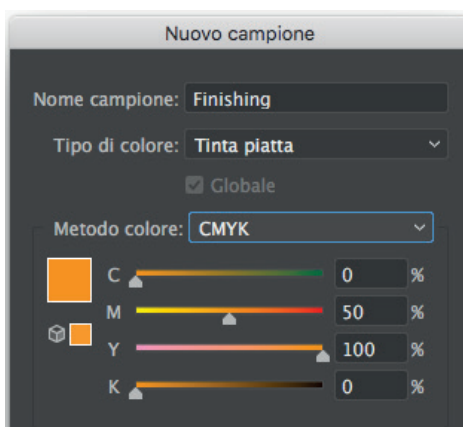 Nuovo campione
Nome campione: Finishing
Tipo di colore: Tinta piatta
Globale
Metodo colore: CMYK
C 0 %
M 50 %
Y 100 %
K 0 %